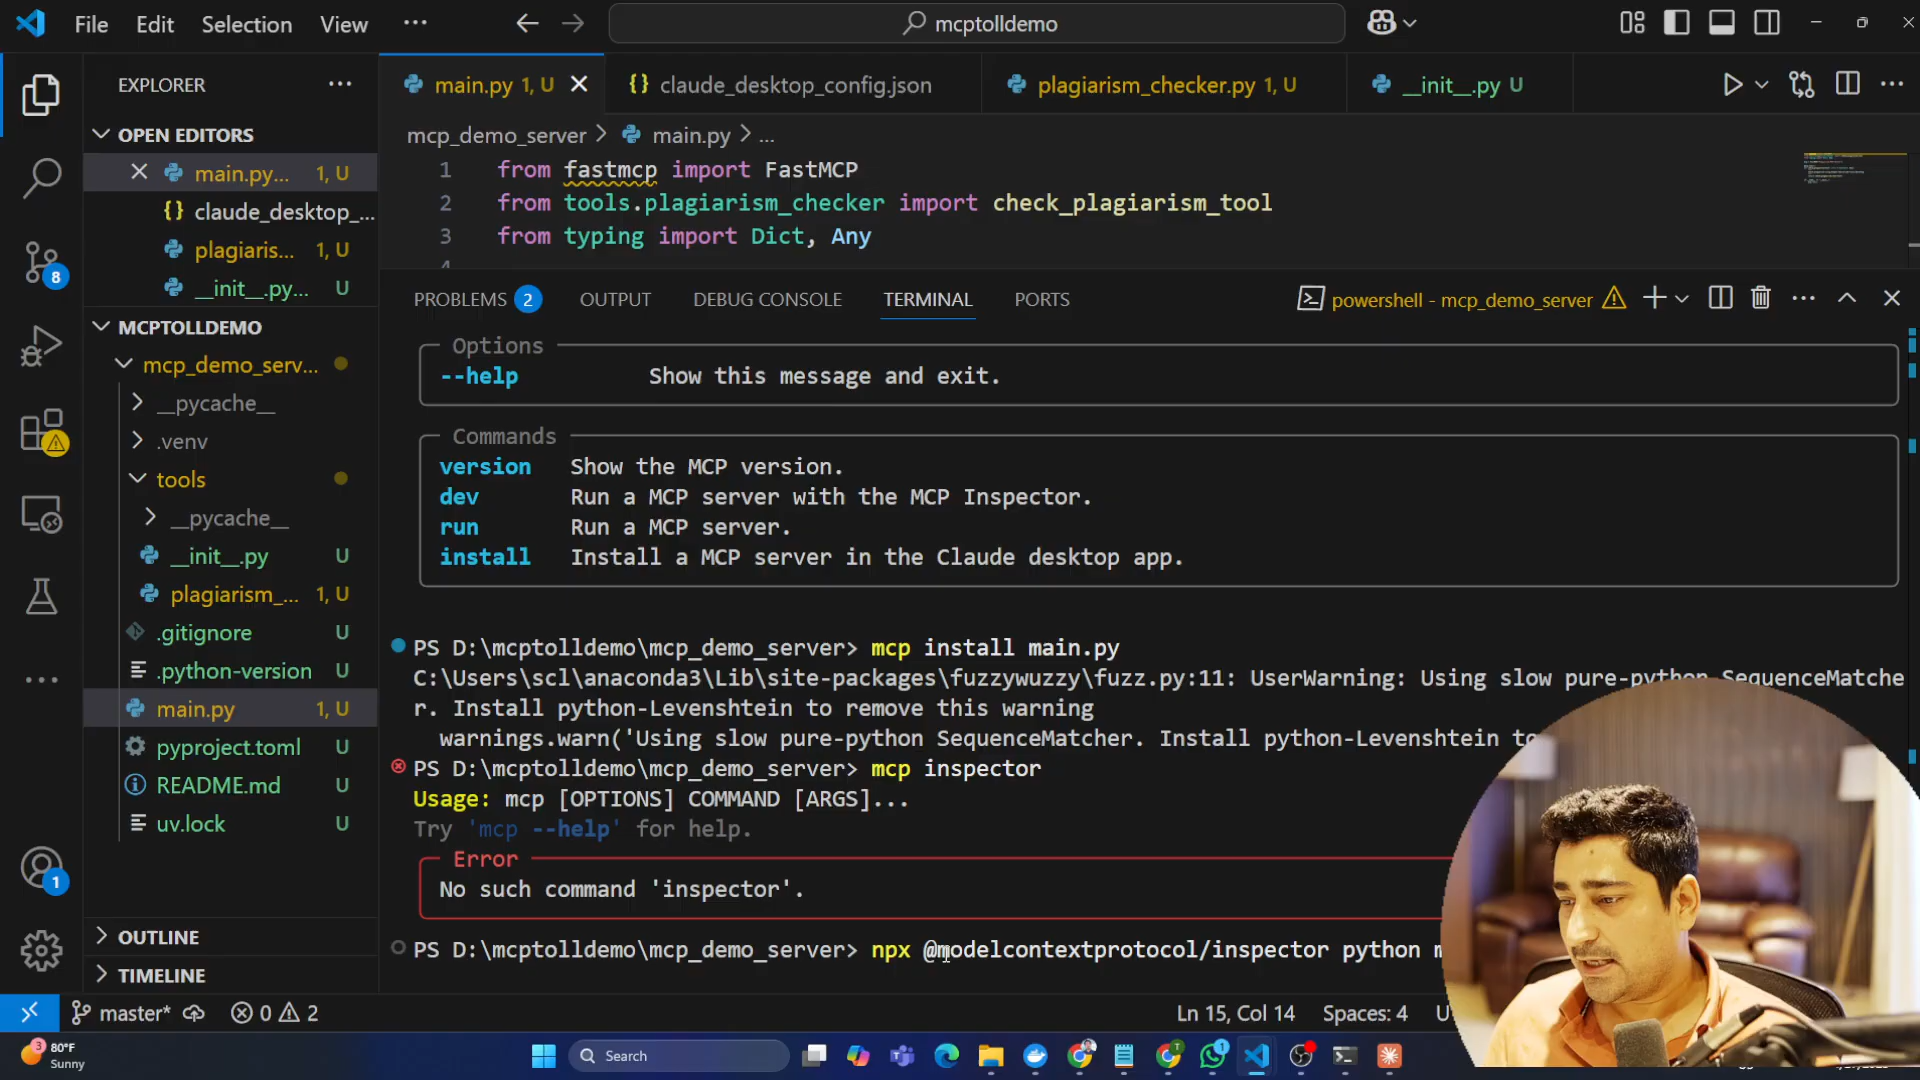 File Edit Selection View ...
mcptolldemo
EXPLORER
OPEN EDITORS
main.py... 1, U
claude_desktop_...
plagiaris... 1, U
__init__.py... U
MCPTOLLDEMO
mcp_demo_serv...
__pycache__
.venv
tools
__pycache__
__init__.py U
plagiarism_... 1, U
.gitignore U
.python-version U
main.py 1, U
pyproject.toml U
README.md U
uv.lock U
OUTLINE
TIMELINE
8
1
main.py 1, U
claude_desktop_config.json
plagiarism_checker.py 1, U
__init__.py U
mcp_demo_server > main.py > ...
1 from fastmcp import FastMCP
2 from tools.plagiarism_checker import check_plagiarism_tool
3 from typing import Dict, Any
4
PROBLEMS 2 OUTPUT DEBUG CONSOLE TERMINAL PORTS
powershell - mcp_demo_server
Options
--help Show this message and exit.
Commands
version Show the MCP version.
dev Run a MCP server with the MCP Inspector.
run Run a MCP server.
install Install a MCP server in the Claude desktop app.
PS D:\mcptolldemo\mcp_demo_server> mcp install main.py
C:\Users\scl\anaconda3\Lib\site-packages\fuzzywuzzy\fuzz.py:11: UserWarning: Using slow pure-python SequenceMatche
r. Install python-Levenshtein to remove this warning
warnings.warn('Using slow pure-python SequenceMatcher. Install python-Levenshtein
PS D:\mcptolldemo\mcp_demo_server> mcp inspector
Usage: mcp [OPTIONS] COMMAND [ARGS]...
Try 'mcp --help' for help.
Error
No such command 'inspector'.
PS D:\mcptolldemo\mcp_demo_server> npx @modelcontextprotocol/inspector python
master* 0 2
Ln 15, Col 14 Spaces: 4
3
80°F
Sunny
Search
1